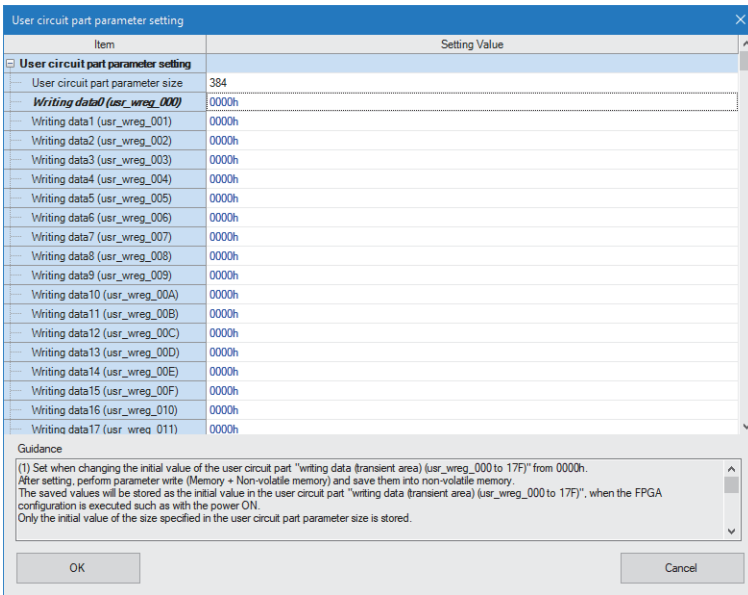 User circuit part parameter setting
Item Setting Value
User circuit part parameter setting
User circuit part parameter size 384
Writing data0 (usr_wreg_000) 0000h
Writing data1 (usr_wreg_001) 0000h
Writing data2 (usr_wreg_002) 0000h
Writing data3 (usr_wreg_003) 0000h
Writing data4 (usr_wreg_004) 0000h
Writing data5 (usr_wreg_005) 0000h
Writing data6 (usr_wreg_006) 0000h
Writing data7 (usr_wreg_007) 0000h
Writing data8 (usr_wreg_008) 0000h
Writing data9 (usr_wreg_009) 0000h
Writing data10 (usr_wreg_00A) 0000h
Writing data11 (usr_wreg_00B) 0000h
Writing data12 (usr_wreg_00C) 0000h
Writing data13 (usr_wreg_00D) 0000h
Writing data14 (usr_wreg_00E) 0000h
Writing data15 (usr_wreg_00F) 0000h
Writing data16 (usr_wreg_010) 0000h
Writing data17 (usr_wreg_011) 0000h
Guidance
(1) Set when changing the initial value of the user circuit part "writing data (transient area) (usr_wreg_000 to 17F)" from 0000h.
After setting, perform parameter write (Memory + Non-volatile memory) and save them into non-volatile memory.
The saved values will be stored as the initial value in the user circuit part "writing data (transient area) (usr_wreg_000 to 17F)", when the FPGA
configuration is executed such as with the power ON.
Only the initial value of the size specified in the user circuit part parameter size is stored.
OK Cancel